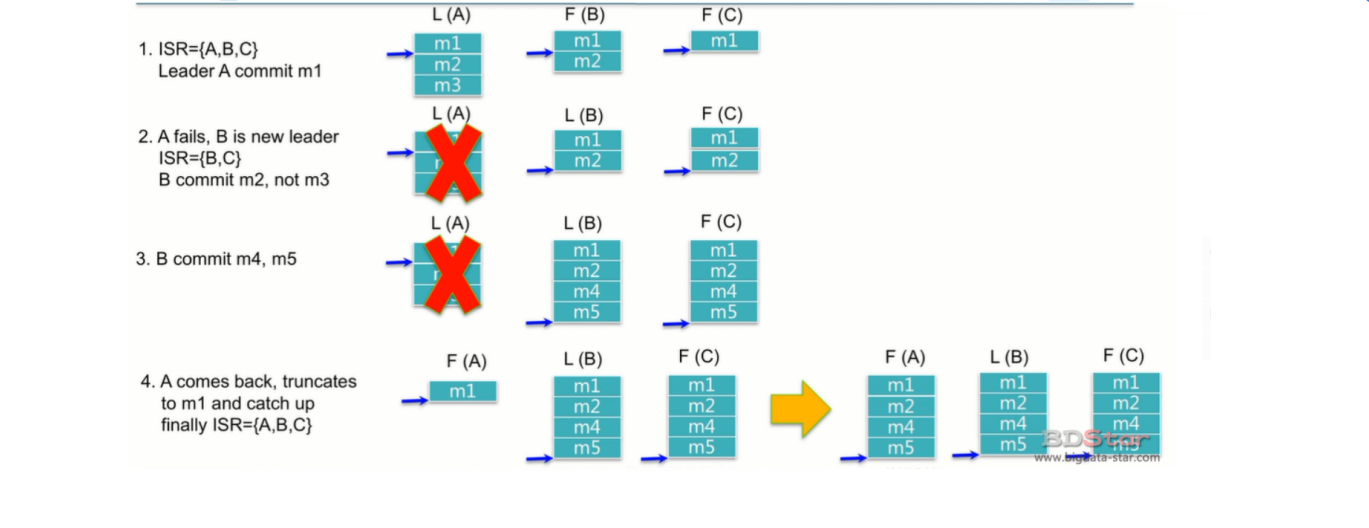 L (A) F (B) F (C)
1. ISR={A,B,C}
Leader A commit m1
m1 m1 m1
m2 m2
m3
L (A) L (B) F (C)
2. A fails, B is new leader
ISR={B,C}
B commit m2, not m3
m1 m1
m2 m2
L (A) L (B) F (C)
3. B commit m4, m5
m1 m1
m2 m2
m4 m4
m5 m5
F (A) L (B) F (C) F (A) L (B) F (C)
4. A comes back, truncates
to m1 and catch up
finally ISR={A,B,C}
m1 m1 m1 m1 m1 m1
m2 m2 m2 m2 m2
m4 m4 m4 m4 m4
m5 m5 m5 m5
BDStar
www.bigdata-star.com